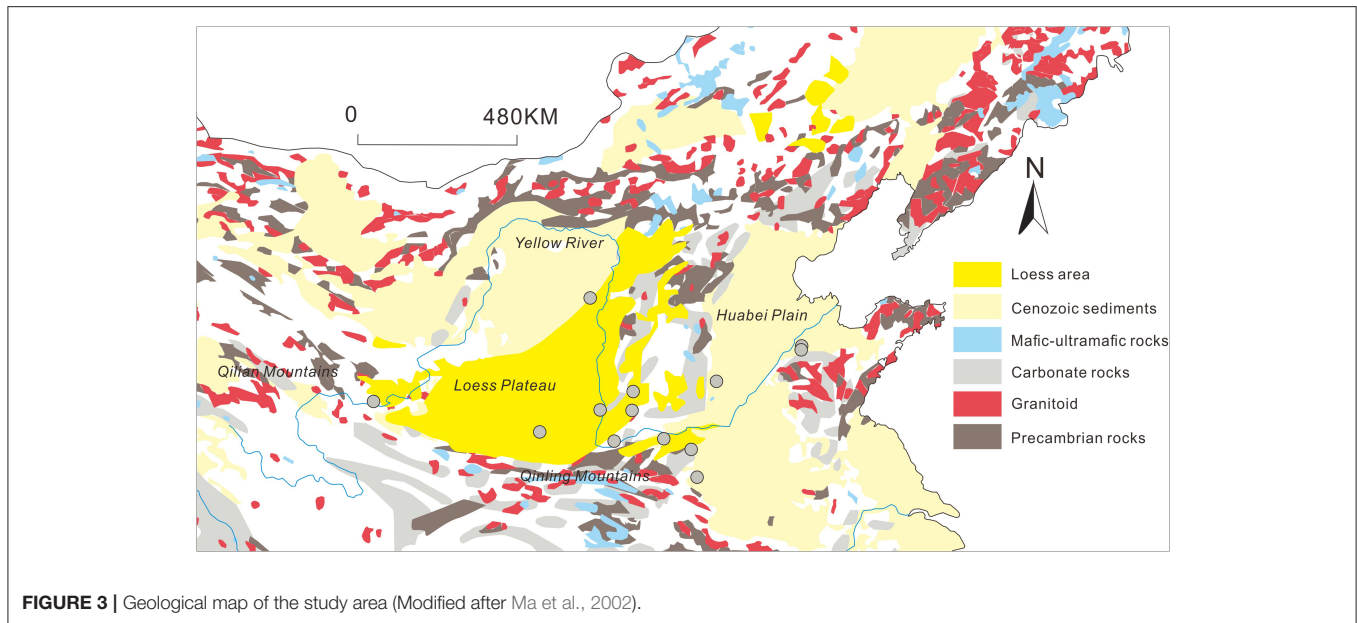 0 480KM
N
Yellow River
Loess area
Cenozoic sediments
Huabei Plain
Mafic-ultramafic rocks
Qilian Mountains
Carbonate rocks
Loess Plateau
Granitoid
Precambrian rocks
Qinling Mountains
FIGURE 3 | Geological map of the study area (Modified after Ma et al., 2002).